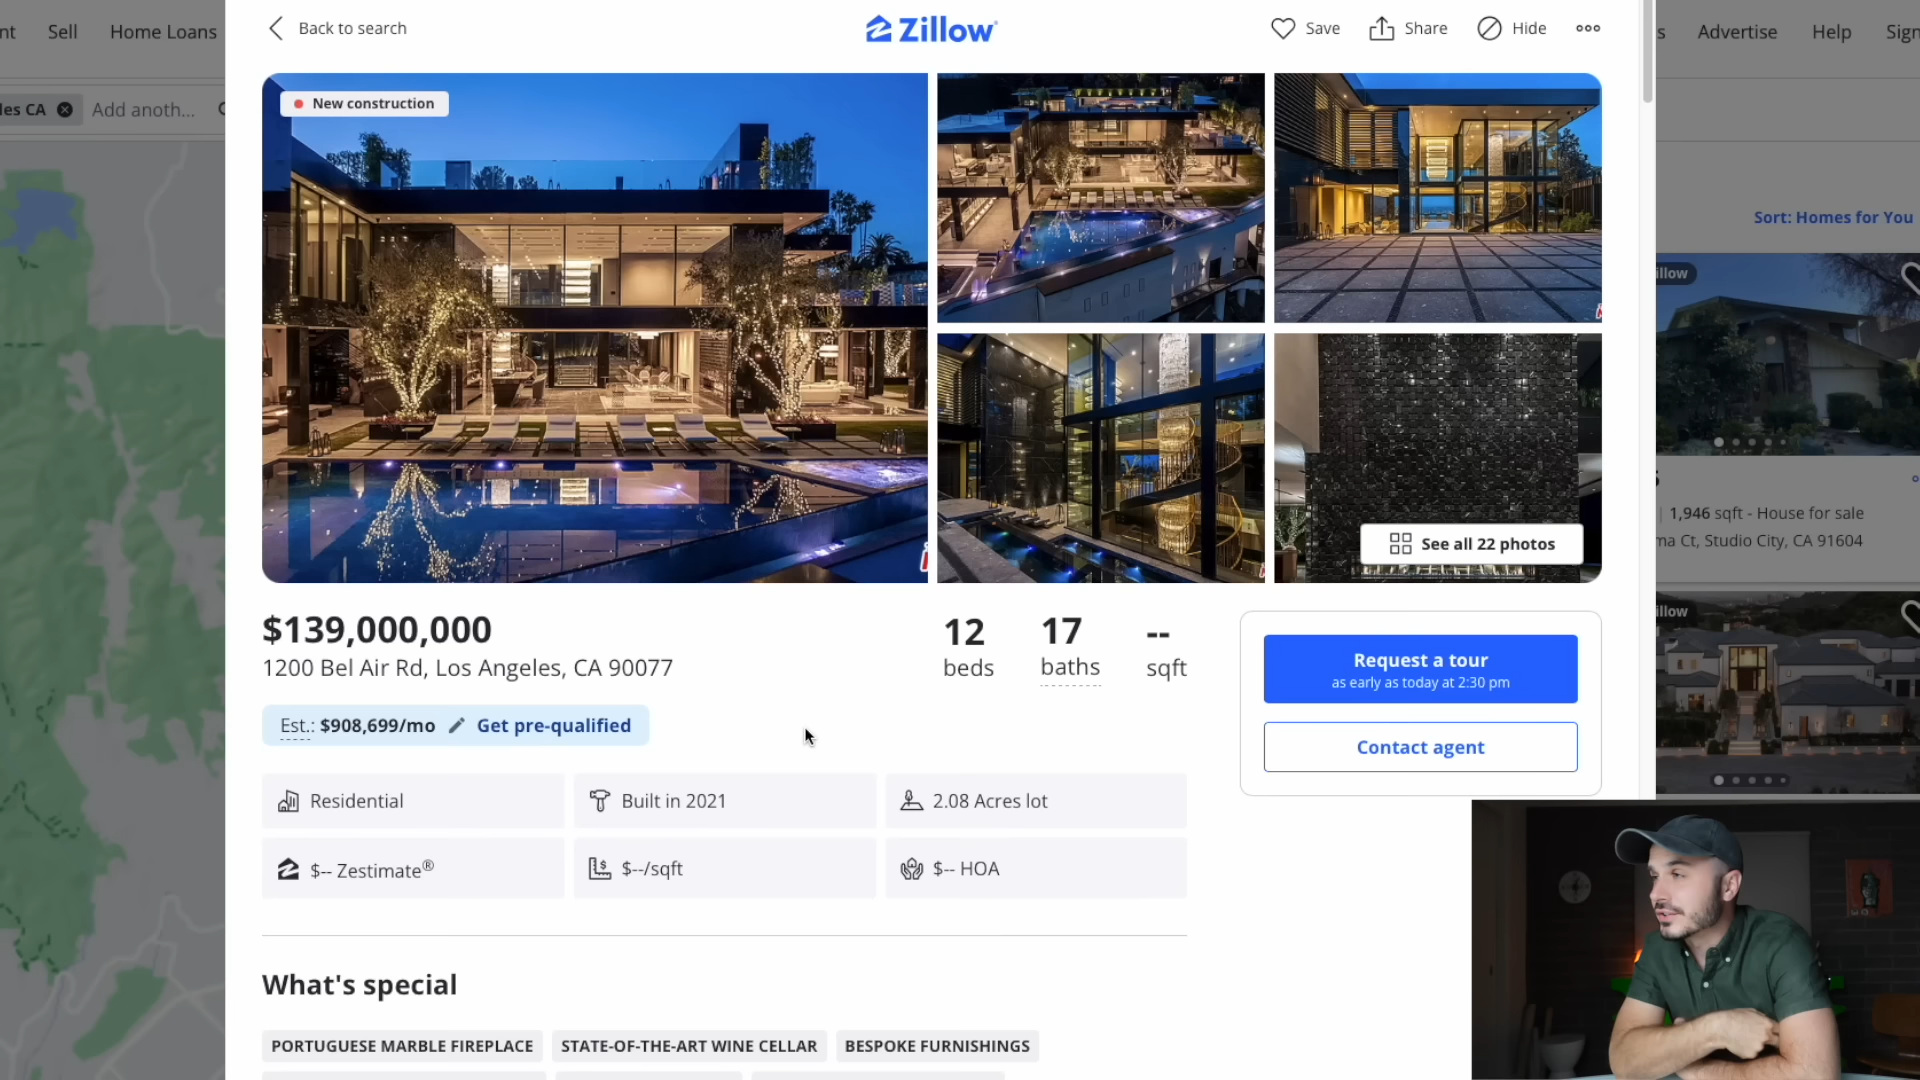 Back to search
Zillow
Save
Share
Hide
Sell
Home Loans
Advertise
Help
les CA
Add anoth...
Sort: Homes for You
New construction
See all 22 photos
$139,000,000
1200 Bel Air Rd, Los Angeles, CA 90077
12
beds
17
baths
--
sqft
Est.: $908,699/mo
Get pre-qualified
Request a tour
as early as today at 2:30 pm
Contact agent
Residential
Built in 2021
2.08 Acres lot
$-- Zestimate®
$--/sqft
$-- HOA
What's special
PORTUGUESE MARBLE FIREPLACE
STATE-OF-THE-ART WINE CELLAR
BESPOKE FURNISHINGS
illow
1,946 sqft - House for sale
ma Ct, Studio City, CA 91604
illow